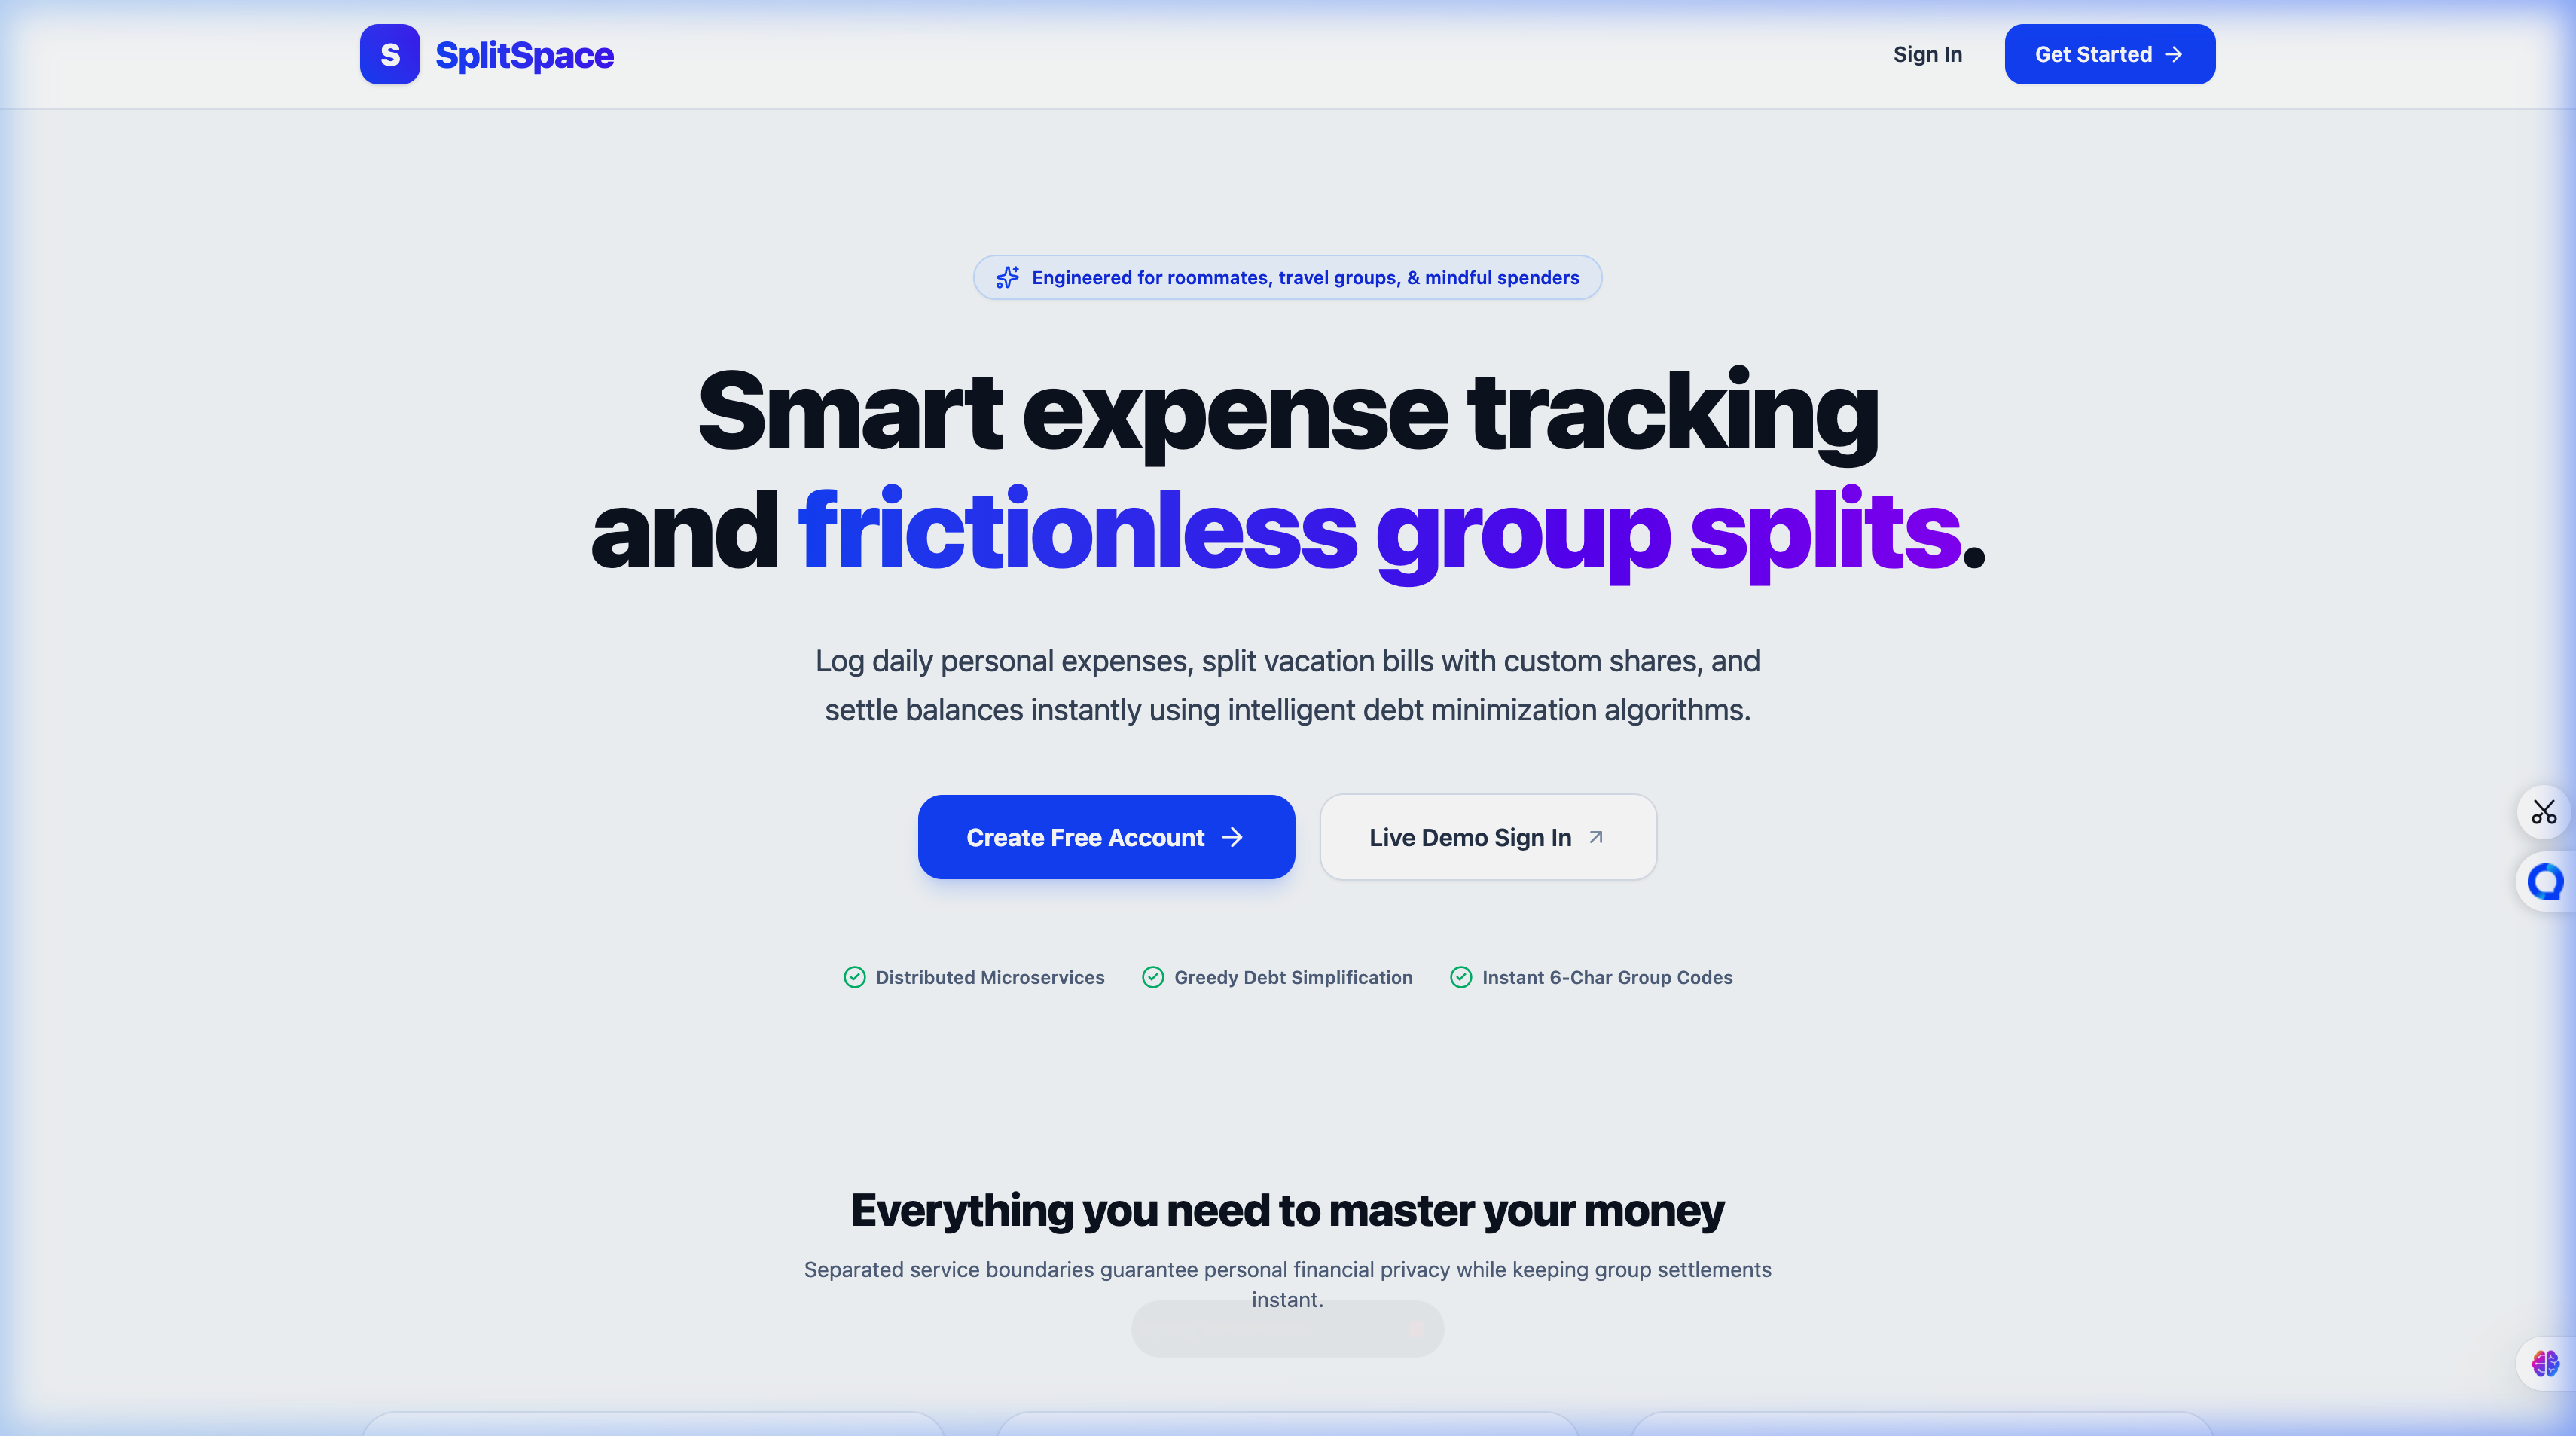 S SplitSpace
Sign In
Get Started
Engineered for roommates, travel groups, & mindful spenders
Smart expense tracking
and frictionless group splits.
Log daily personal expenses, split vacation bills with custom shares, and
settle balances instantly using intelligent debt minimization algorithms.
Create Free Account
Live Demo Sign In
Distributed Microservices
Greedy Debt Simplification
Instant 6-Char Group Codes
Everything you need to master your money
Separated service boundaries guarantee personal financial privacy while keeping group settlements
instant.